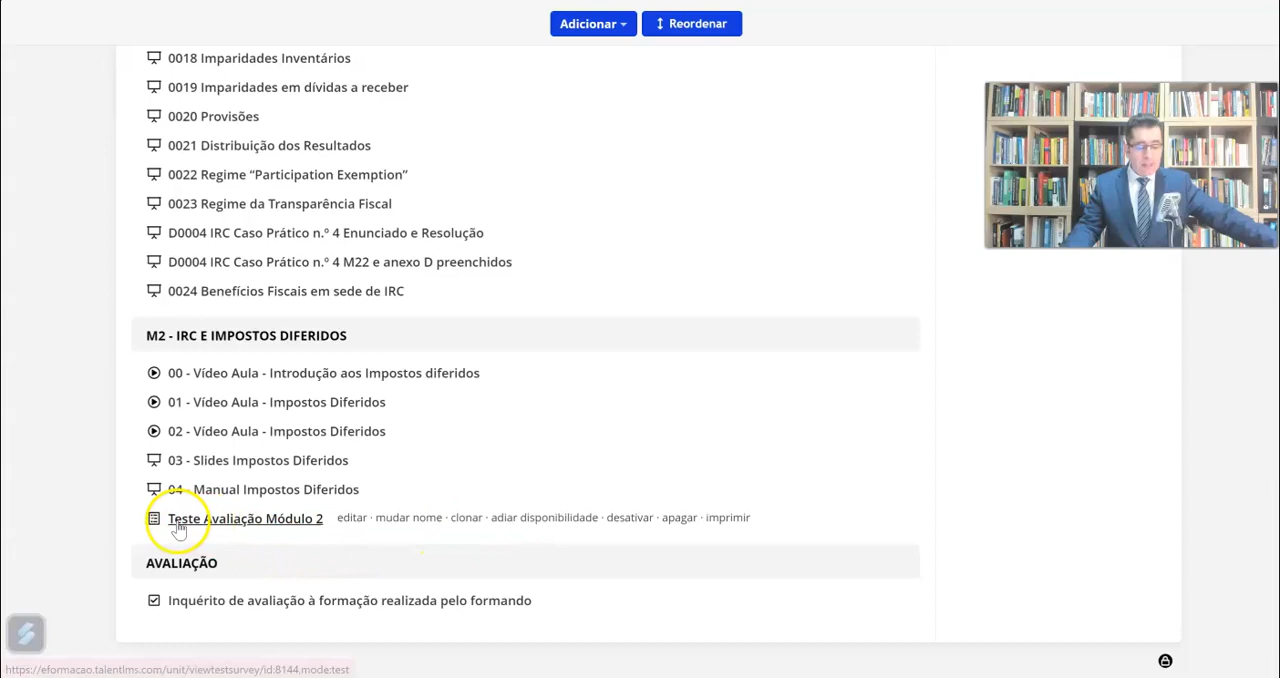 Adicionar
Reordenar
0018 Imparidades Inventários
0019 Imparidades em dívidas a receber
0020 Provisões
0021 Distribuição dos Resultados
0022 Regime “Participation Exemption”
0023 Regime da Transparência Fiscal
D0004 IRC Caso Prático n.º 4 Enunciado e Resolução
D0004 IRC Caso Prático n.º 4 M22 e anexo D preenchidos
0024 Benefícios Fiscais em sede de IRC
M2 - IRC E IMPOSTOS DIFERIDOS
00 - Vídeo Aula - Introdução aos Impostos diferidos
01 - Vídeo Aula - Impostos Diferidos
02 - Vídeo Aula - Impostos Diferidos
03 - Slides Impostos Diferidos
04 - Manual Impostos Diferidos
Teste Avaliação Módulo 2 editar · mudar nome · clonar · adiar disponibilidade · desativar · apagar · imprimir
AVALIAÇÃO
Inquérito de avaliação à formação realizada pelo formando
https://eformacao.talentlms.com/unit/viewtestsurvey/id:8144,mode:test